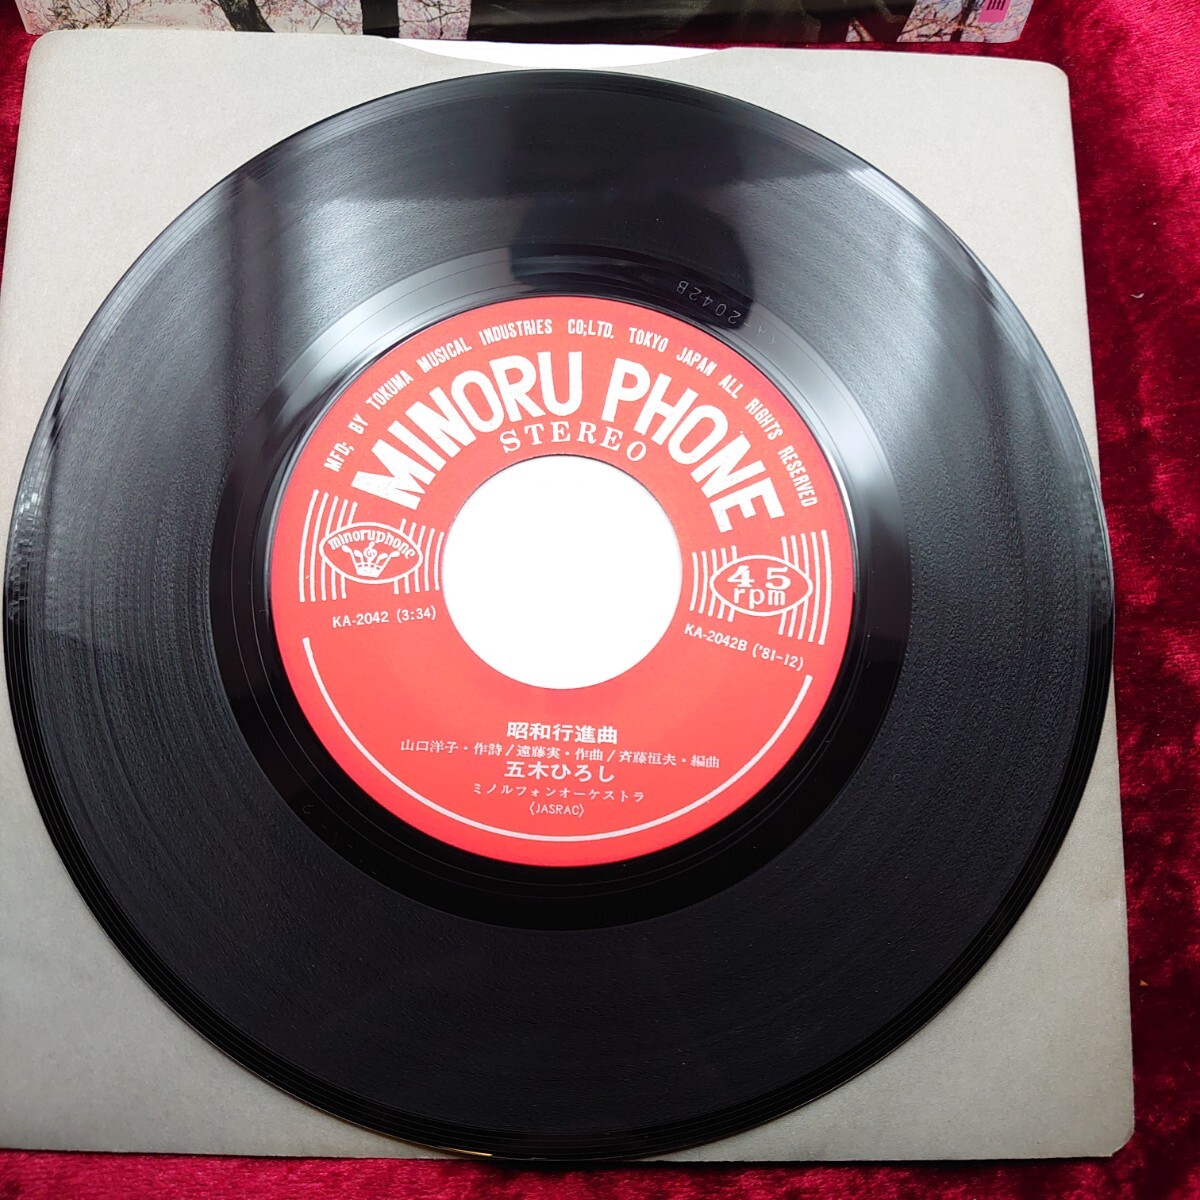 MFD; BY TOKUMA MUSICAL INDUSTRIES CO;LTD. TOKYO JAPAN ALL RIGHTS RESERVED
MINORU PHONE
STEREO
minoruphone
45
rpm
KA-2042 (3:34)
KA-2042B ('81-12)
昭和行進曲
山口洋子・作詩/遠藤実・作曲/斉藤恒夫・編曲
五木ひろし
ミノルフォンオーケストラ
〈JASRAC〉
-2042B